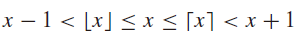 x − 1 < ⌊x⌋ ≤ x ≤ ⌈x⌉ < x + 1